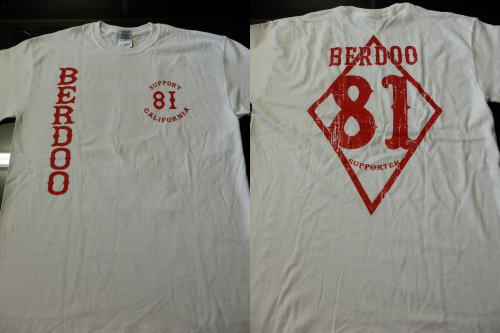 BERDOO
SUPPORT
81
CALIFORNIA
BERDOO
81
SUPPORTER